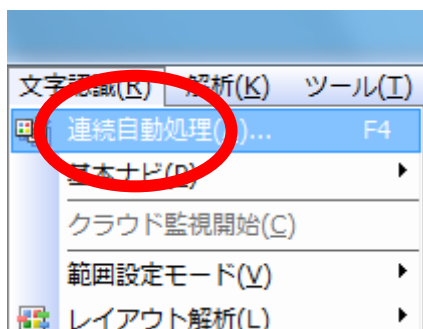 文字認識(R) 解析(K) ツール(T)
連続自動処理()... F4
基本ナビ(B)
クラウド監視開始(C)
範囲設定モード(V)
レイアウト解析(L)